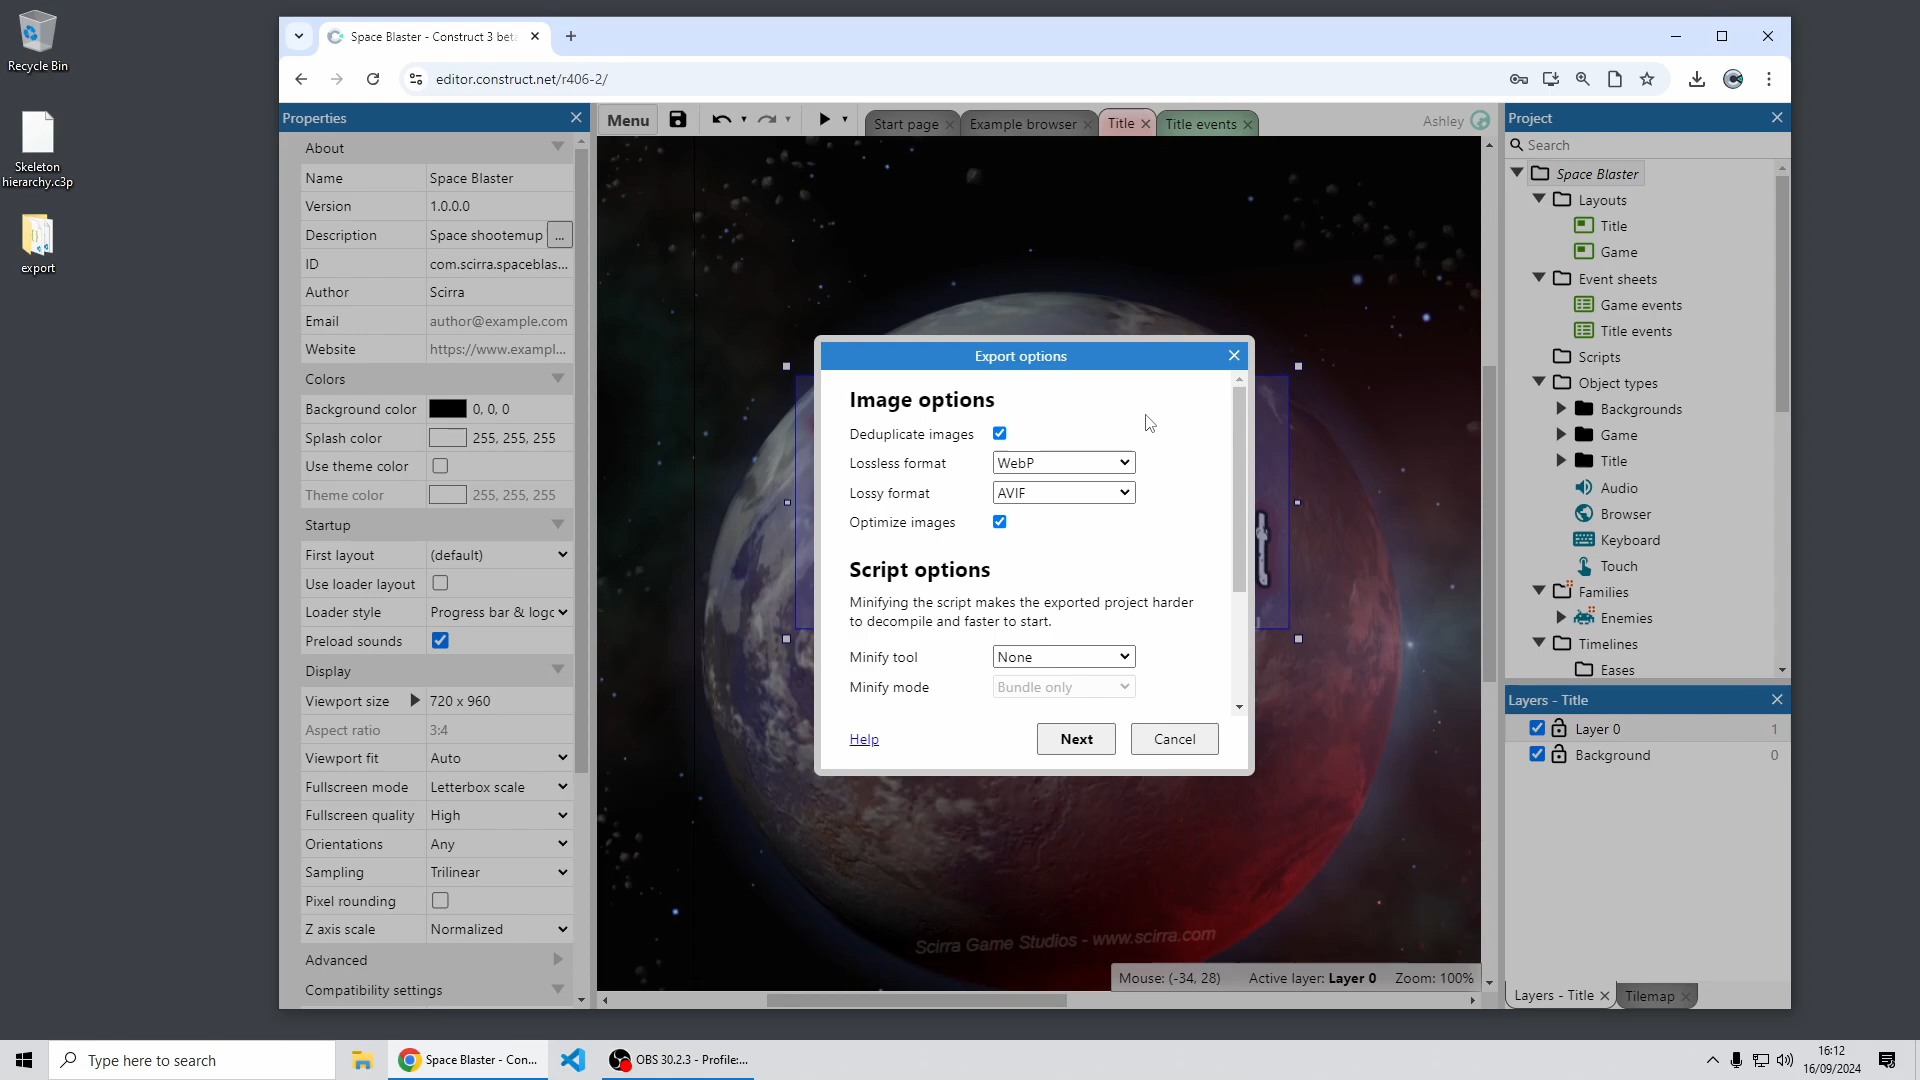 Recycle Bin
Skeleton
hierarchy.c3p
export
Space Blaster - Construct 3 beta
editor.construct.net/r406-2/
Properties
About
Name Space Blaster
Version 1.0.0.0
Description Space shootemup ...
ID com.scirra.spaceblas...
Author Scirra
Email author@example.com
Website https://www.exampl...
Colors
Background color 0, 0, 0
Splash color 255, 255, 255
Use theme color
Theme color 255, 255, 255
Startup
First layout (default)
Use loader layout
Loader style Progress bar & logo
Preload sounds
Display
Viewport size 720 x 960
Aspect ratio 3:4
Viewport fit Auto
Fullscreen mode Letterbox scale
Fullscreen quality High
Orientations Any
Sampling Trilinear
Pixel rounding
Z axis scale Normalized
Advanced
Compatibility settings
Menu
Start page
Example browser
Title
Title events
Ashley
Export options
Image options
Deduplicate images
Lossless format WebP
Lossy format AVIF
Optimize images
Script options
Minifying the script makes the exported project harder
to decompile and faster to start.
Minify tool None
Minify mode Bundle only
Help
Next
Cancel
Scirra Game Studios - www.scirra.com
Mouse: (-34, 28) Active layer: Layer 0 Zoom: 100%
Project
Search
Space Blaster
Layouts
Title
Game
Event sheets
Game events
Title events
Scripts
Object types
Backgrounds
Game
Title
Audio
Browser
Keyboard
Touch
Families
Enemies
Timelines
Eases
Layers - Title
Layer 0 1
Background 0
Layers - Title
Tilemap
Type here to search
Space Blaster - Con...
OBS 30.2.3 - Profile:...
16:12
16/09/2024